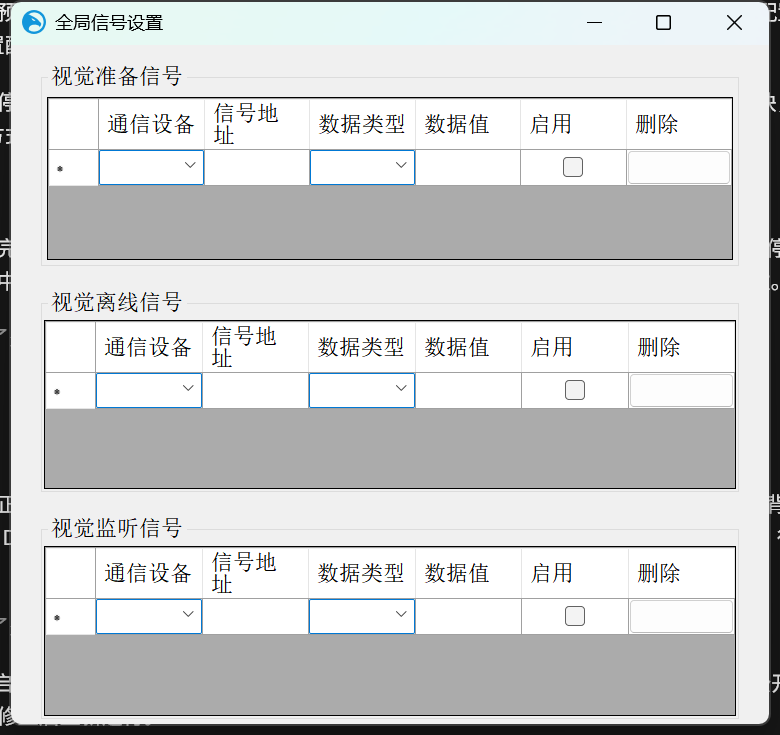 全局信号设置
视觉准备信号
通信设备 信号地址 数据类型 数据值 启用 删除
*
视觉离线信号
通信设备 信号地址 数据类型 数据值 启用 删除
*
视觉监听信号
通信设备 信号地址 数据类型 数据值 启用 删除
*